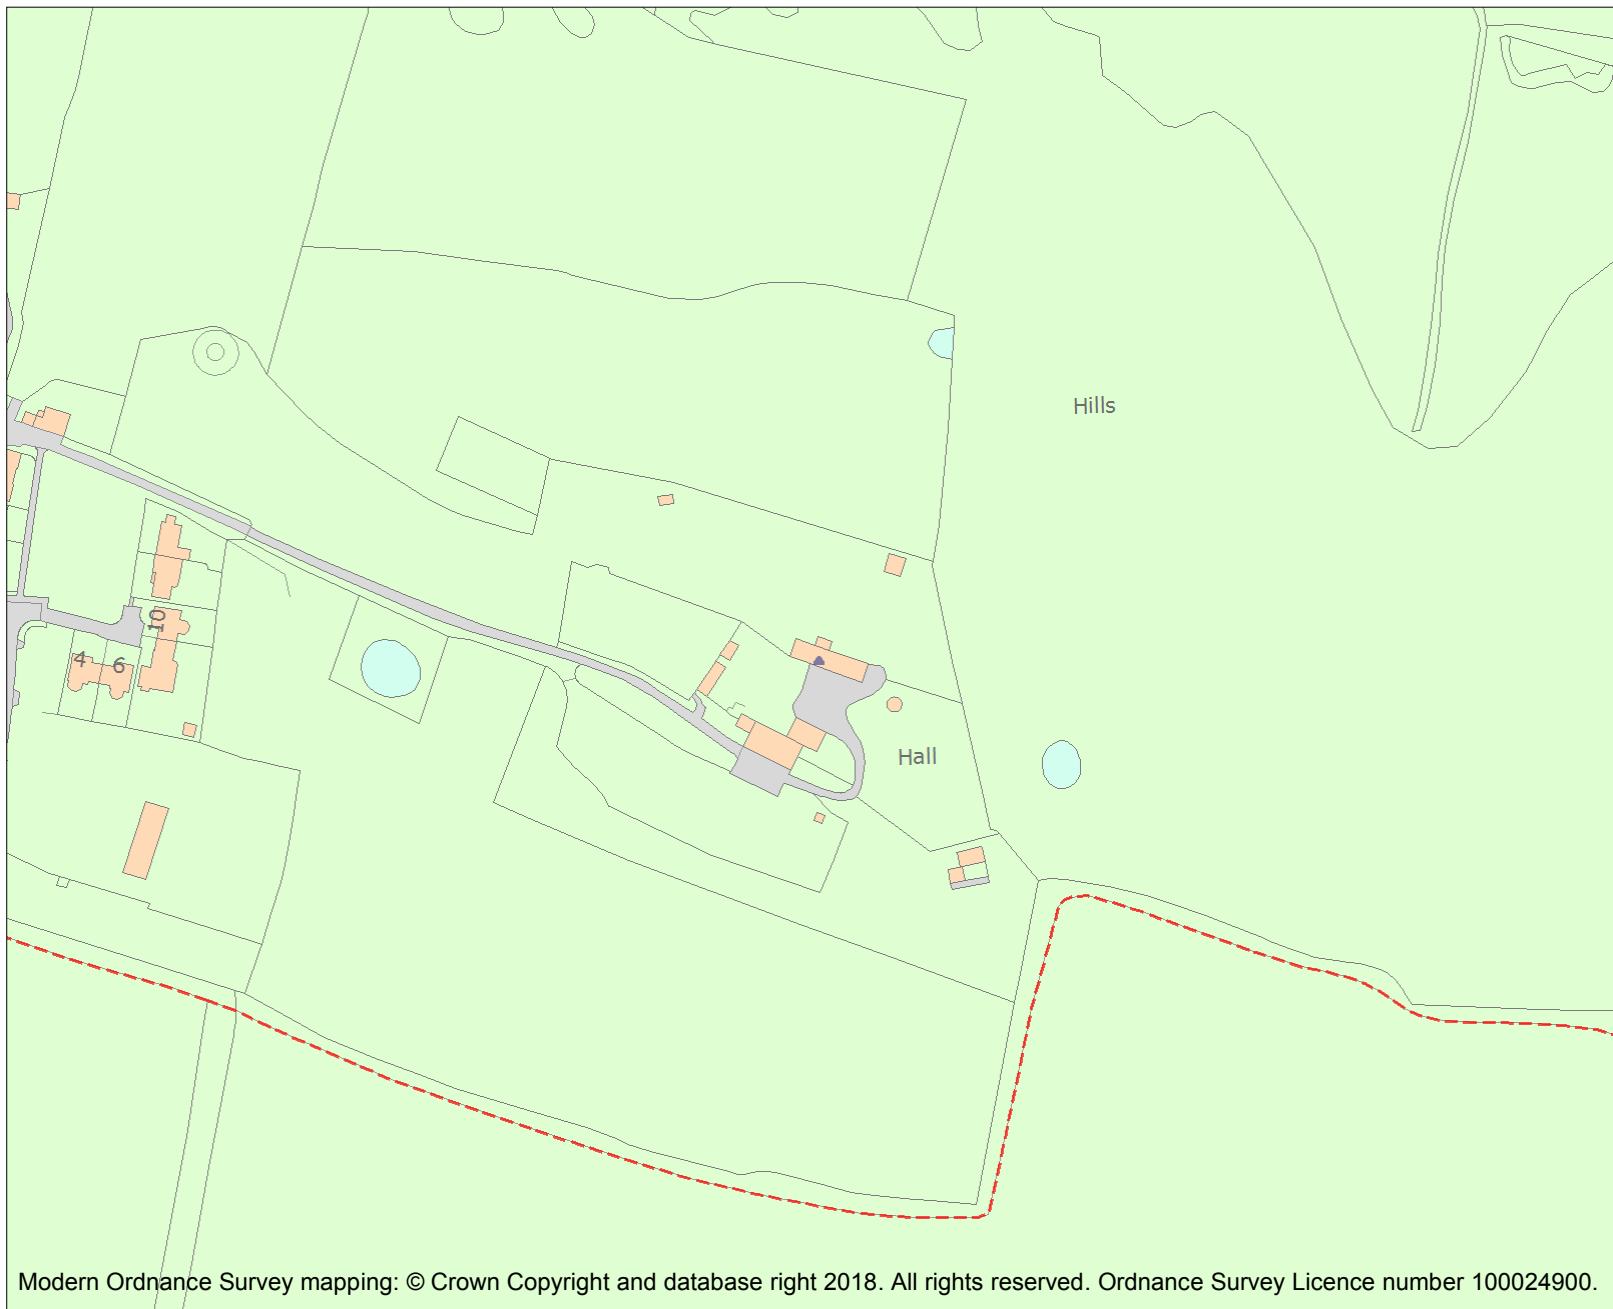 Hills
10
4
6
Hall
Modern Ordnance Survey mapping: © Crown Copyright and database right 2018. All rights reserved. Ordnance Survey Licence number 100024900.